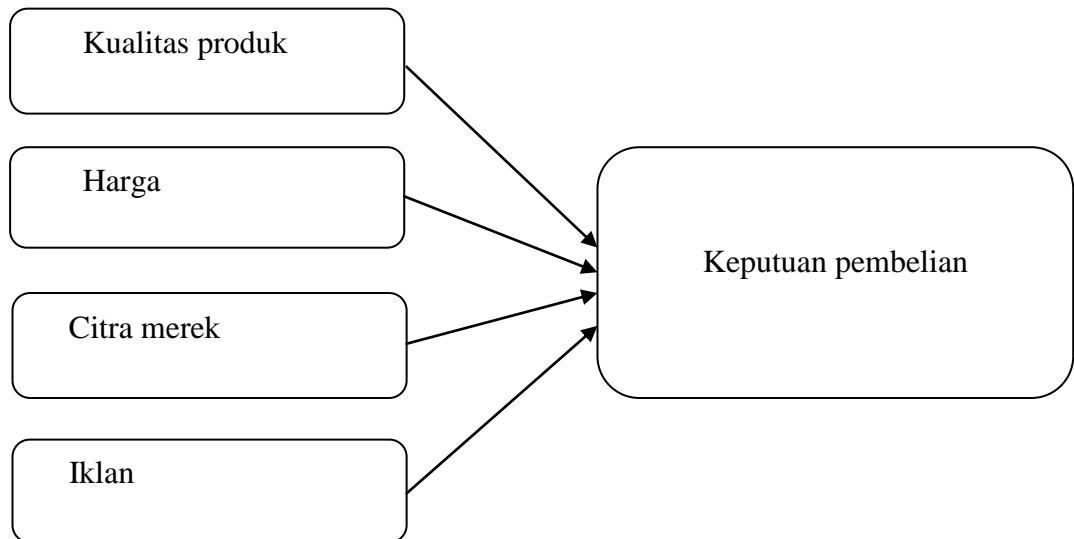 Kualitas produk
Harga
Keputuan pembelian
Citra merek
Iklan